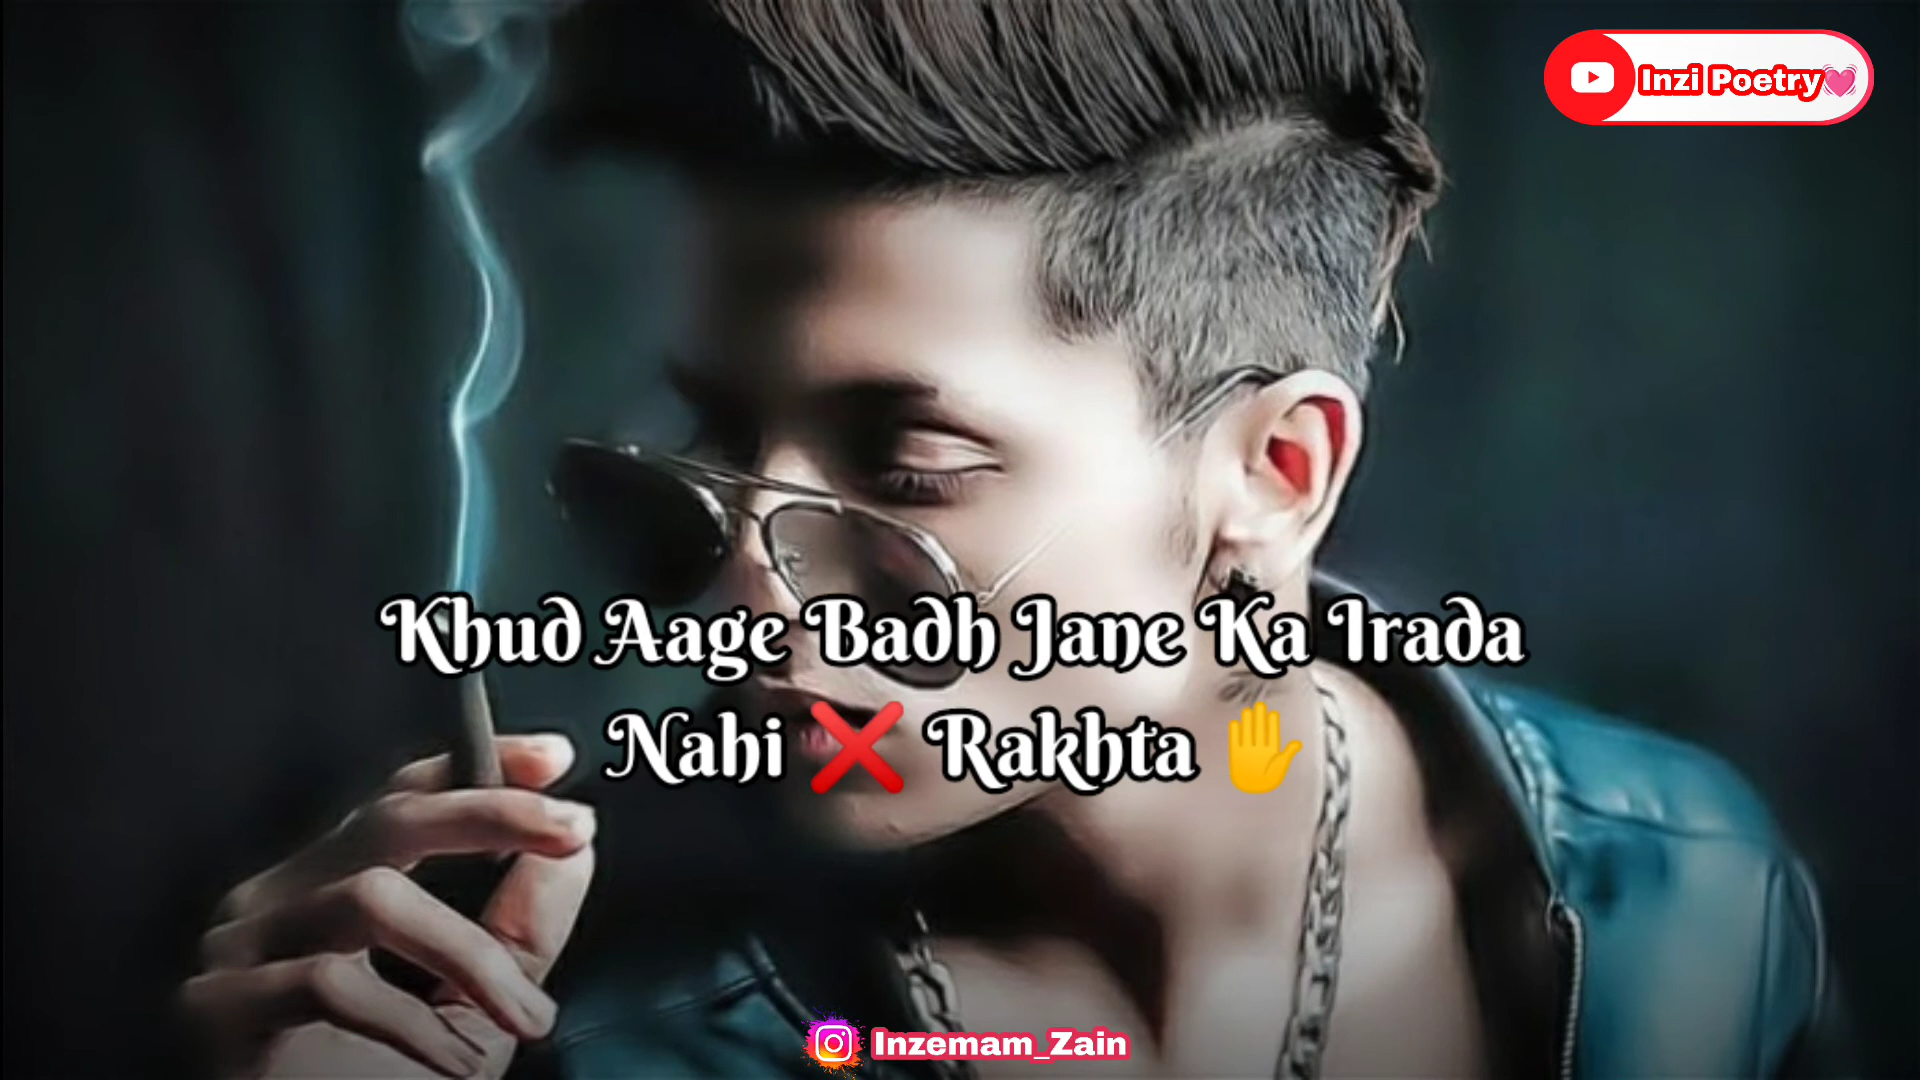 Inzi Poetry💓
Khud Aage Badh Jane Ka Irada
Nahi ❌ Rakhta ✋
Inzemam_Zain